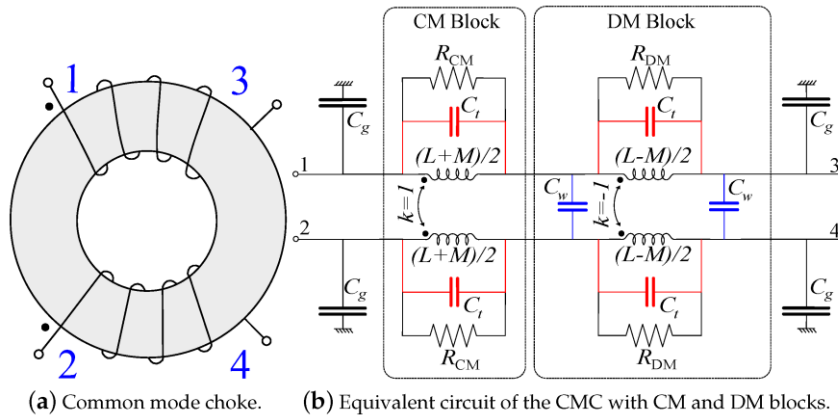 CM Block
DM Block
1
3
2
4
R_CM
R_DM
C_g
C_t
C_t
C_g
(L+M)/2
(L-M)/2
1
3
k=1
C_w
k=-1
C_w
2
4
(L+M)/2
(L-M)/2
C_g
C_t
C_t
C_g
R_CM
R_DM
(a) Common mode choke.
(b) Equivalent circuit of the CMC with CM and DM blocks.